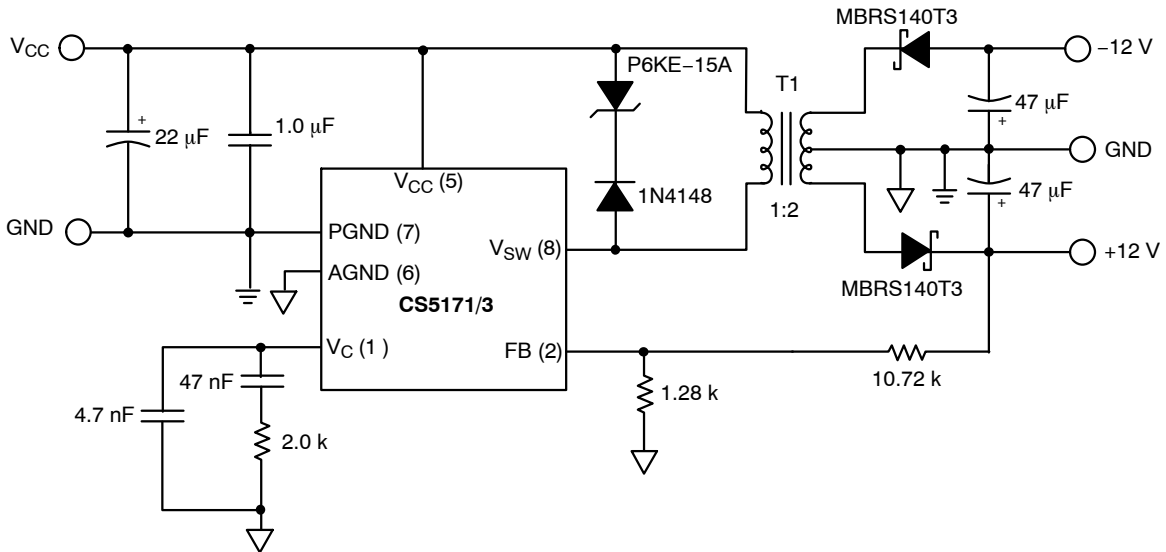 MBRS140T3
V_CC
−12 V
P6KE−15A
T1
+
22 µF
1.0 µF
47 µF
+
GND
V_CC (5)
47 µF
+
1N4148
1:2
GND
PGND (7)
V_SW (8)
+12 V
AGND (6)
MBRS140T3
CS5171/3
V_C (1 )
FB (2)
47 nF
10.72 k
1.28 k
4.7 nF
2.0 k